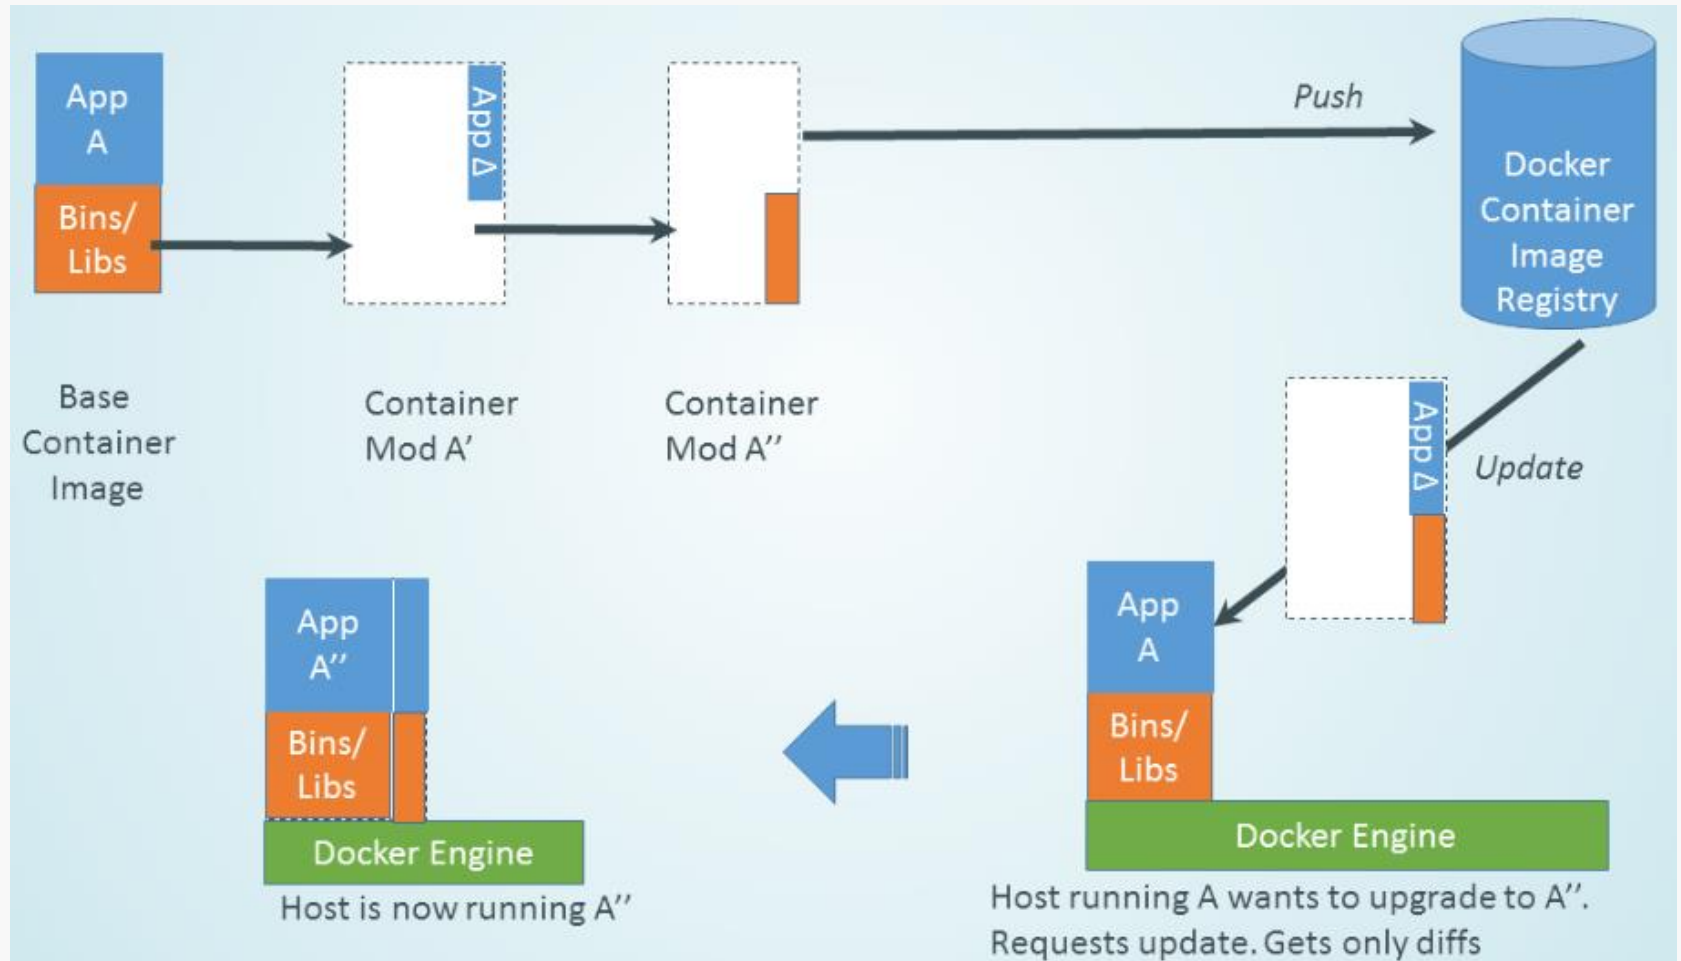 App
A
Bins/
Libs
Base
Container
Image
App Δ
Container
Mod A’
Container
Mod A’’
Push
Docker
Container
Image
Registry
Update
App Δ
App
A
Bins/
Libs
Docker Engine
Host running A wants to upgrade to A’’.
Requests update. Gets only diffs
App
A’’
Bins/
Libs
Docker Engine
Host is now running A’’